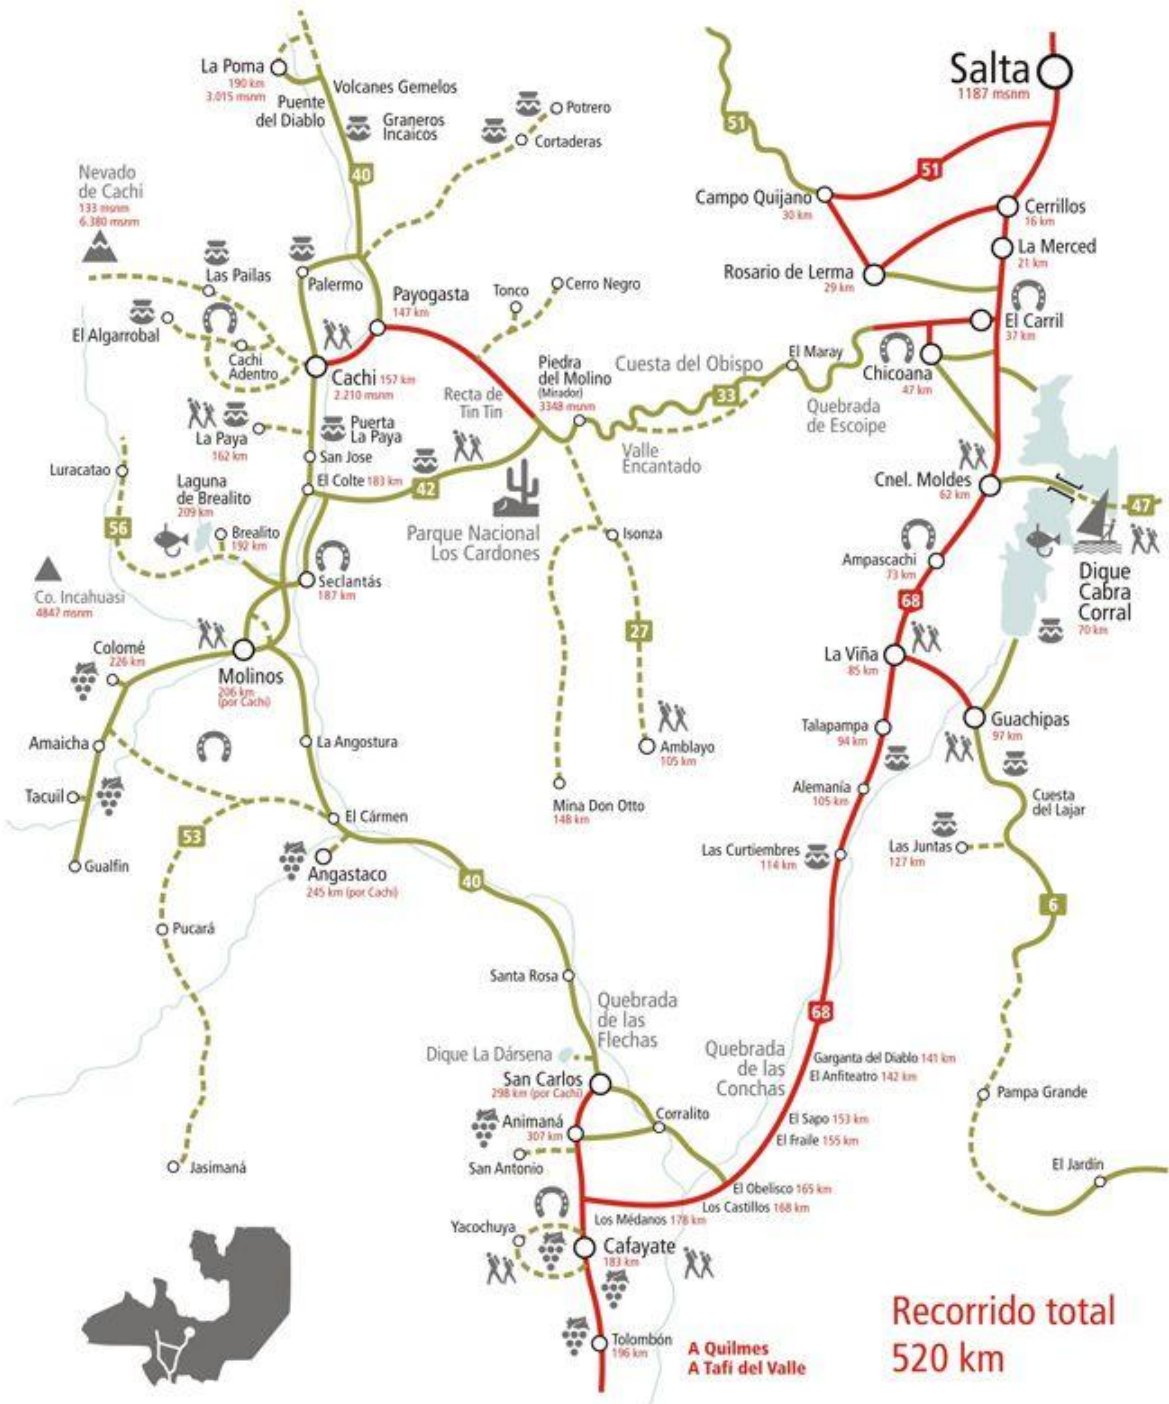 La Poma
190 km
3.015 msnm
Puente
del Diablo
Volcanes Gemelos
Graneros
Incaicos
Potrero
Cortaderas
40
51
Salta
1187 msnm
51
Campo Quijano
30 km
Cerrillos
16 km
La Merced
21 km
Rosario de Lerma
29 km
El Carril
37 km
Chicoana
47 km
Nevado
de Cachi
133 msnm
6.380 msnm
Las Pailas
Palermo
Payogasta
147 km
Tonco
Cerro Negro
El Algarrobal
Cachi
Adentro
Cachi 157 km
2.210 msnm
Recta de
Tin Tin
Piedra
del Molino
(Mirador)
3348 msnm
Cuesta del Obispo
El Maray
33
Quebrada
de Escoipe
Valle
Encantado
La Paya
162 km
Puerta
La Paya
San Jose
El Colte 183 km
42
Luracatao
Laguna
de Brealito
209 km
Brealito
192 km
56
Parque Nacional
Los Cardones
Isonza
Cnel. Moldes
62 km
47
Ampascachi
73 km
Dique
Cabra
Corral
70 km
Co. Incahuasi
4847 msnm
Seclantás
187 km
68
27
Colomé
226 km
Molinos
206 km
(por Cachi)
La Viña
85 km
Guachipas
97 km
Talapampa
94 km
Amaicha
La Angostura
Amblayo
105 km
Tacuil
Mina Don Otto
148 km
Alemanía
105 km
Cuesta
del Lajar
53
El Cármen
Las Curtiembres
114 km
Las Juntas
127 km
Gualfin
Angastaco
245 km (por Cachi)
40
6
Pucará
Santa Rosa
Quebrada
de las
Flechas
68
Dique La Dársena
Quebrada
de las
Conchas
Garganta del Diablo 141 km
El Anfiteatro 142 km
San Carlos
298 km (por Cachi)
Pampa Grande
Animaná
307 km
Corralito
El Sapo 153 km
El Fraile 155 km
Jasimaná
San Antonio
El Jardín
El Obelisco 165 km
Los Castillos 168 km
Los Médanos 178 km
Yacochuya
Cafayate
183 km
Tolombón
196 km
A Quilmes
A Tafí del Valle
Recorrido total
520 km